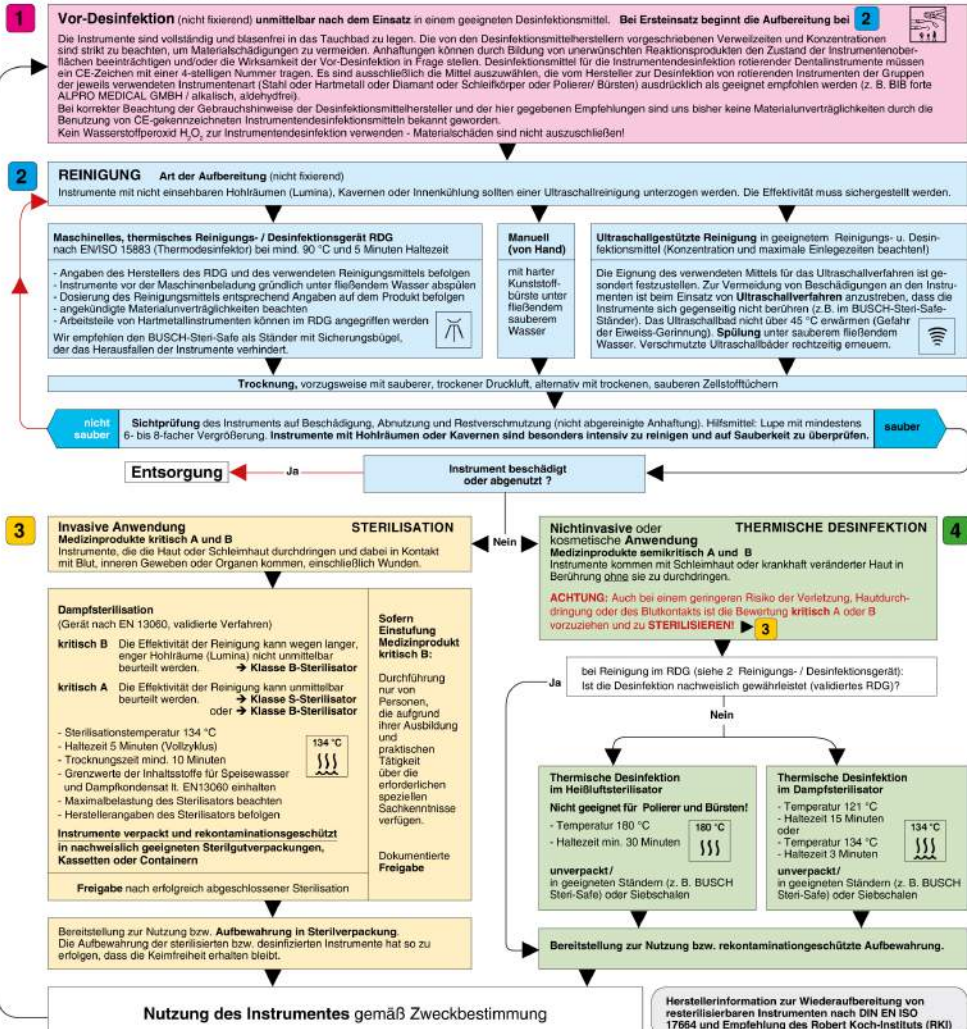 1
Vor-Desinfektion (nicht fixierend) unmittelbar nach dem Einsatz in einem geeigneten Desinfektionsmittel. Bei Ersteinsatz beginnt die Aufbereitung bei 2
Die Instrumente sind vollständig und blasenfrei in das Tauchbad zu legen. Die von den Desinfektionsmittelherstellern vorgeschriebenen Verweilzeiten und Konzentrationen
sind strikt zu beachten, um Materialschädigungen zu vermeiden. Anhaftungen können durch Bildung von unerwünschten Reaktionsprodukten den Zustand der Instrumentenober-
flächen beeinträchtigen und/oder die Wirksamkeit der Vor-Desinfektion in Frage stellen. Desinfektionsmittel für die Instrumentendesinfektion rotierender Dentalinstrumente müssen
ein CE-Zeichen mit einer 4-stelligen Nummer tragen. Es sind ausschließlich die Mittel auszuwählen, die vom Hersteller zur Desinfektion von rotierenden Instrumenten der Gruppen
der jeweils verwendeten Instrumentenart (Stahl oder Hartmetall oder Diamant oder Schleifkörper oder Polierer/ Bürsten) ausdrücklich als geeignet empfohlen werden (z. B. BIB forte
ALPRO MEDICAL GMBH / alkalisch, aldehydfrei).
Bei korrekter Beachtung der Gebrauchshinweise der Desinfektionsmittelhersteller und der hier gegebenen Empfehlungen sind uns bisher keine Materialunverträglichkeiten durch die
Benutzung von CE-gekennzeichneten Instrumentendesinfektionsmitteln bekannt geworden.
Kein Wasserstoffperoxid H₂O₂ zur Instrumentendesinfektion verwenden - Materialschäden sind nicht auszuschließen!
2
REINIGUNG Art der Aufbereitung (nicht fixierend)
Instrumente mit nicht einsehbaren Hohlräumen (Lumina), Kavernen oder Innenkühlung sollten einer Ultraschallreinigung unterzogen werden. Die Effektivität muss sichergestellt werden.
Maschinelles, thermisches Reinigungs- / Desinfektionsgerät RDG
nach EN/ISO 15883 (Thermodesinfektor) bei mind. 90 °C und 5 Minuten Haltezeit
- Angaben des Herstellers des RDG und des verwendeten Reinigungsmittels befolgen
- Instrumente vor der Maschinenbeladung gründlich unter fließendem Wasser abspülen
- Dosierung des Reinigungsmittels entsprechend Angaben auf dem Produkt befolgen
- angekündigte Materialunverträglichkeiten beachten
- Arbeitsteile von Hartmetallinstrumenten können im RDG angegriffen werden
Wir empfehlen den BUSCH-Steri-Safe als Ständer mit Sicherungsbügel,
der das Herausfallen der Instrumente verhindert.
Manuell
(von Hand)
mit harter
Kunststoff-
bürste unter
fließendem
sauberem
Wasser
Ultraschallgestützte Reinigung in geeignetem Reinigungs- u. Desin-
fektionsmittel (Konzentration und maximale Einlegezeiten beachten!)
Die Eignung des verwendeten Mittels für das Ultraschallverfahren ist ge-
sondert festzustellen. Zur Vermeidung von Beschädigungen an den Instru-
menten ist beim Einsatz von Ultraschallverfahren anzustreben, dass die
Instrumente sich gegenseitig nicht berühren (z.B. im BUSCH-Steri-Safe-
Ständer). Das Ultraschallbad nicht über 45 °C erwärmen (Gefahr
der Eiweiss-Gerinnung). Spülung unter sauberem fließendem
Wasser. Verschmutzte Ultraschallbäder rechtzeitig erneuern.
Trocknung, vorzugsweise mit sauberer, trockener Druckluft, alternativ mit trockenen, sauberen Zellstofftüchern
nicht
sauber
Sichtprüfung des Instruments auf Beschädigung, Abnutzung und Restverschmutzung (nicht abgereinigte Anhaftung). Hilfsmittel: Lupe mit mindestens
6- bis 8-facher Vergrößerung. Instrumente mit Hohlräumen oder Kavernen sind besonders intensiv zu reinigen und auf Sauberkeit zu überprüfen.
sauber
Entsorgung
Ja
Instrument beschädigt
oder abgenutzt ?
Nein
3
Invasive Anwendung STERILISATION
Medizinprodukte kritisch A und B
Instrumente, die die Haut oder Schleimhaut durchdringen und dabei in Kontakt
mit Blut, inneren Geweben oder Organen kommen, einschließlich Wunden.
Dampfsterilisation
(Gerät nach EN 13060, validierte Verfahren)
kritisch B Die Effektivität der Reinigung kann wegen langer,
enger Hohlräume (Lumina) nicht unmittelbar
beurteilt werden. → Klasse B-Sterilisator
kritisch A Die Effektivität der Reinigung kann unmittelbar
beurteilt werden. → Klasse S-Sterilisator
oder → Klasse B-Sterilisator
- Sterilisationstemperatur 134 °C
- Haltezeit 5 Minuten (Vollzyklus)
- Trocknungszeit mind. 10 Minuten
- Grenzwerte der Inhaltsstoffe für Speisewasser
und Dampfkondensat lt. EN13060 einhalten
- Maximalbelastung des Sterilisators beachten
- Herstellerangaben des Sterilisators befolgen
134 °C
Instrumente verpackt und rekontaminationsgeschützt
in nachweislich geeigneten Sterilgutverpackungen,
Kassetten oder Containern
Freigabe nach erfolgreich abgeschlossener Sterilisation
Sofern
Einstufung
Medizinprodukt
kritisch B:
Durchführung
nur von
Personen,
die aufgrund
ihrer Ausbildung
und
praktischen
Tätigkeit
über die
erforderlichen
speziellen
Sachkenntnisse
verfügen.
Dokumentierte
Freigabe
Bereitstellung zur Nutzung bzw. Aufbewahrung in Sterilverpackung.
Die Aufbewahrung der sterilisierten bzw. desinfizierten Instrumente hat so zu
erfolgen, dass die Keimfreiheit erhalten bleibt.
4
Nichtinvasive oder THERMISCHE DESINFEKTION
kosmetische Anwendung
Medizinprodukte semikritisch A und B
Instrumente kommen mit Schleimhaut oder krankhaft veränderter Haut in
Berührung ohne sie zu durchdringen.
ACHTUNG: Auch bei einem geringeren Risiko der Verletzung, Hautdurch-
dringung oder des Blutkontakts ist die Bewertung kritisch A oder B
vorzuziehen und zu STERILISIEREN! 3
Ja
bei Reinigung im RDG (siehe 2 Reinigungs- / Desinfektionsgerät):
Ist die Desinfektion nachweislich gewährleistet (validiertes RDG)?
Nein
Thermische Desinfektion
im Heißluftsterilisator
Nicht geeignet für Polierer und Bürsten!
- Temperatur 180 °C
- Haltezeit min. 30 Minuten
180 °C
unverpackt/
in geeigneten Ständern (z. B. BUSCH
Steri-Safe) oder Siebschalen
Thermische Desinfektion
im Dampfsterilisator
- Temperatur 121 °C
- Haltezeit 15 Minuten
oder
- Temperatur 134 °C
- Haltezeit 3 Minuten
134 °C
unverpackt/
in geeigneten Ständern (z. B. BUSCH
Steri-Safe) oder Siebschalen
Bereitstellung zur Nutzung bzw. rekontaminationgeschützte Aufbewahrung.
Nutzung des Instrumentes gemäß Zweckbestimmung
Herstellerinformation zur Wiederaufbereitung von
resterilisierbaren Instrumenten nach DIN EN ISO
17664 und Empfehlung des Robert Koch-Instituts (RKI)